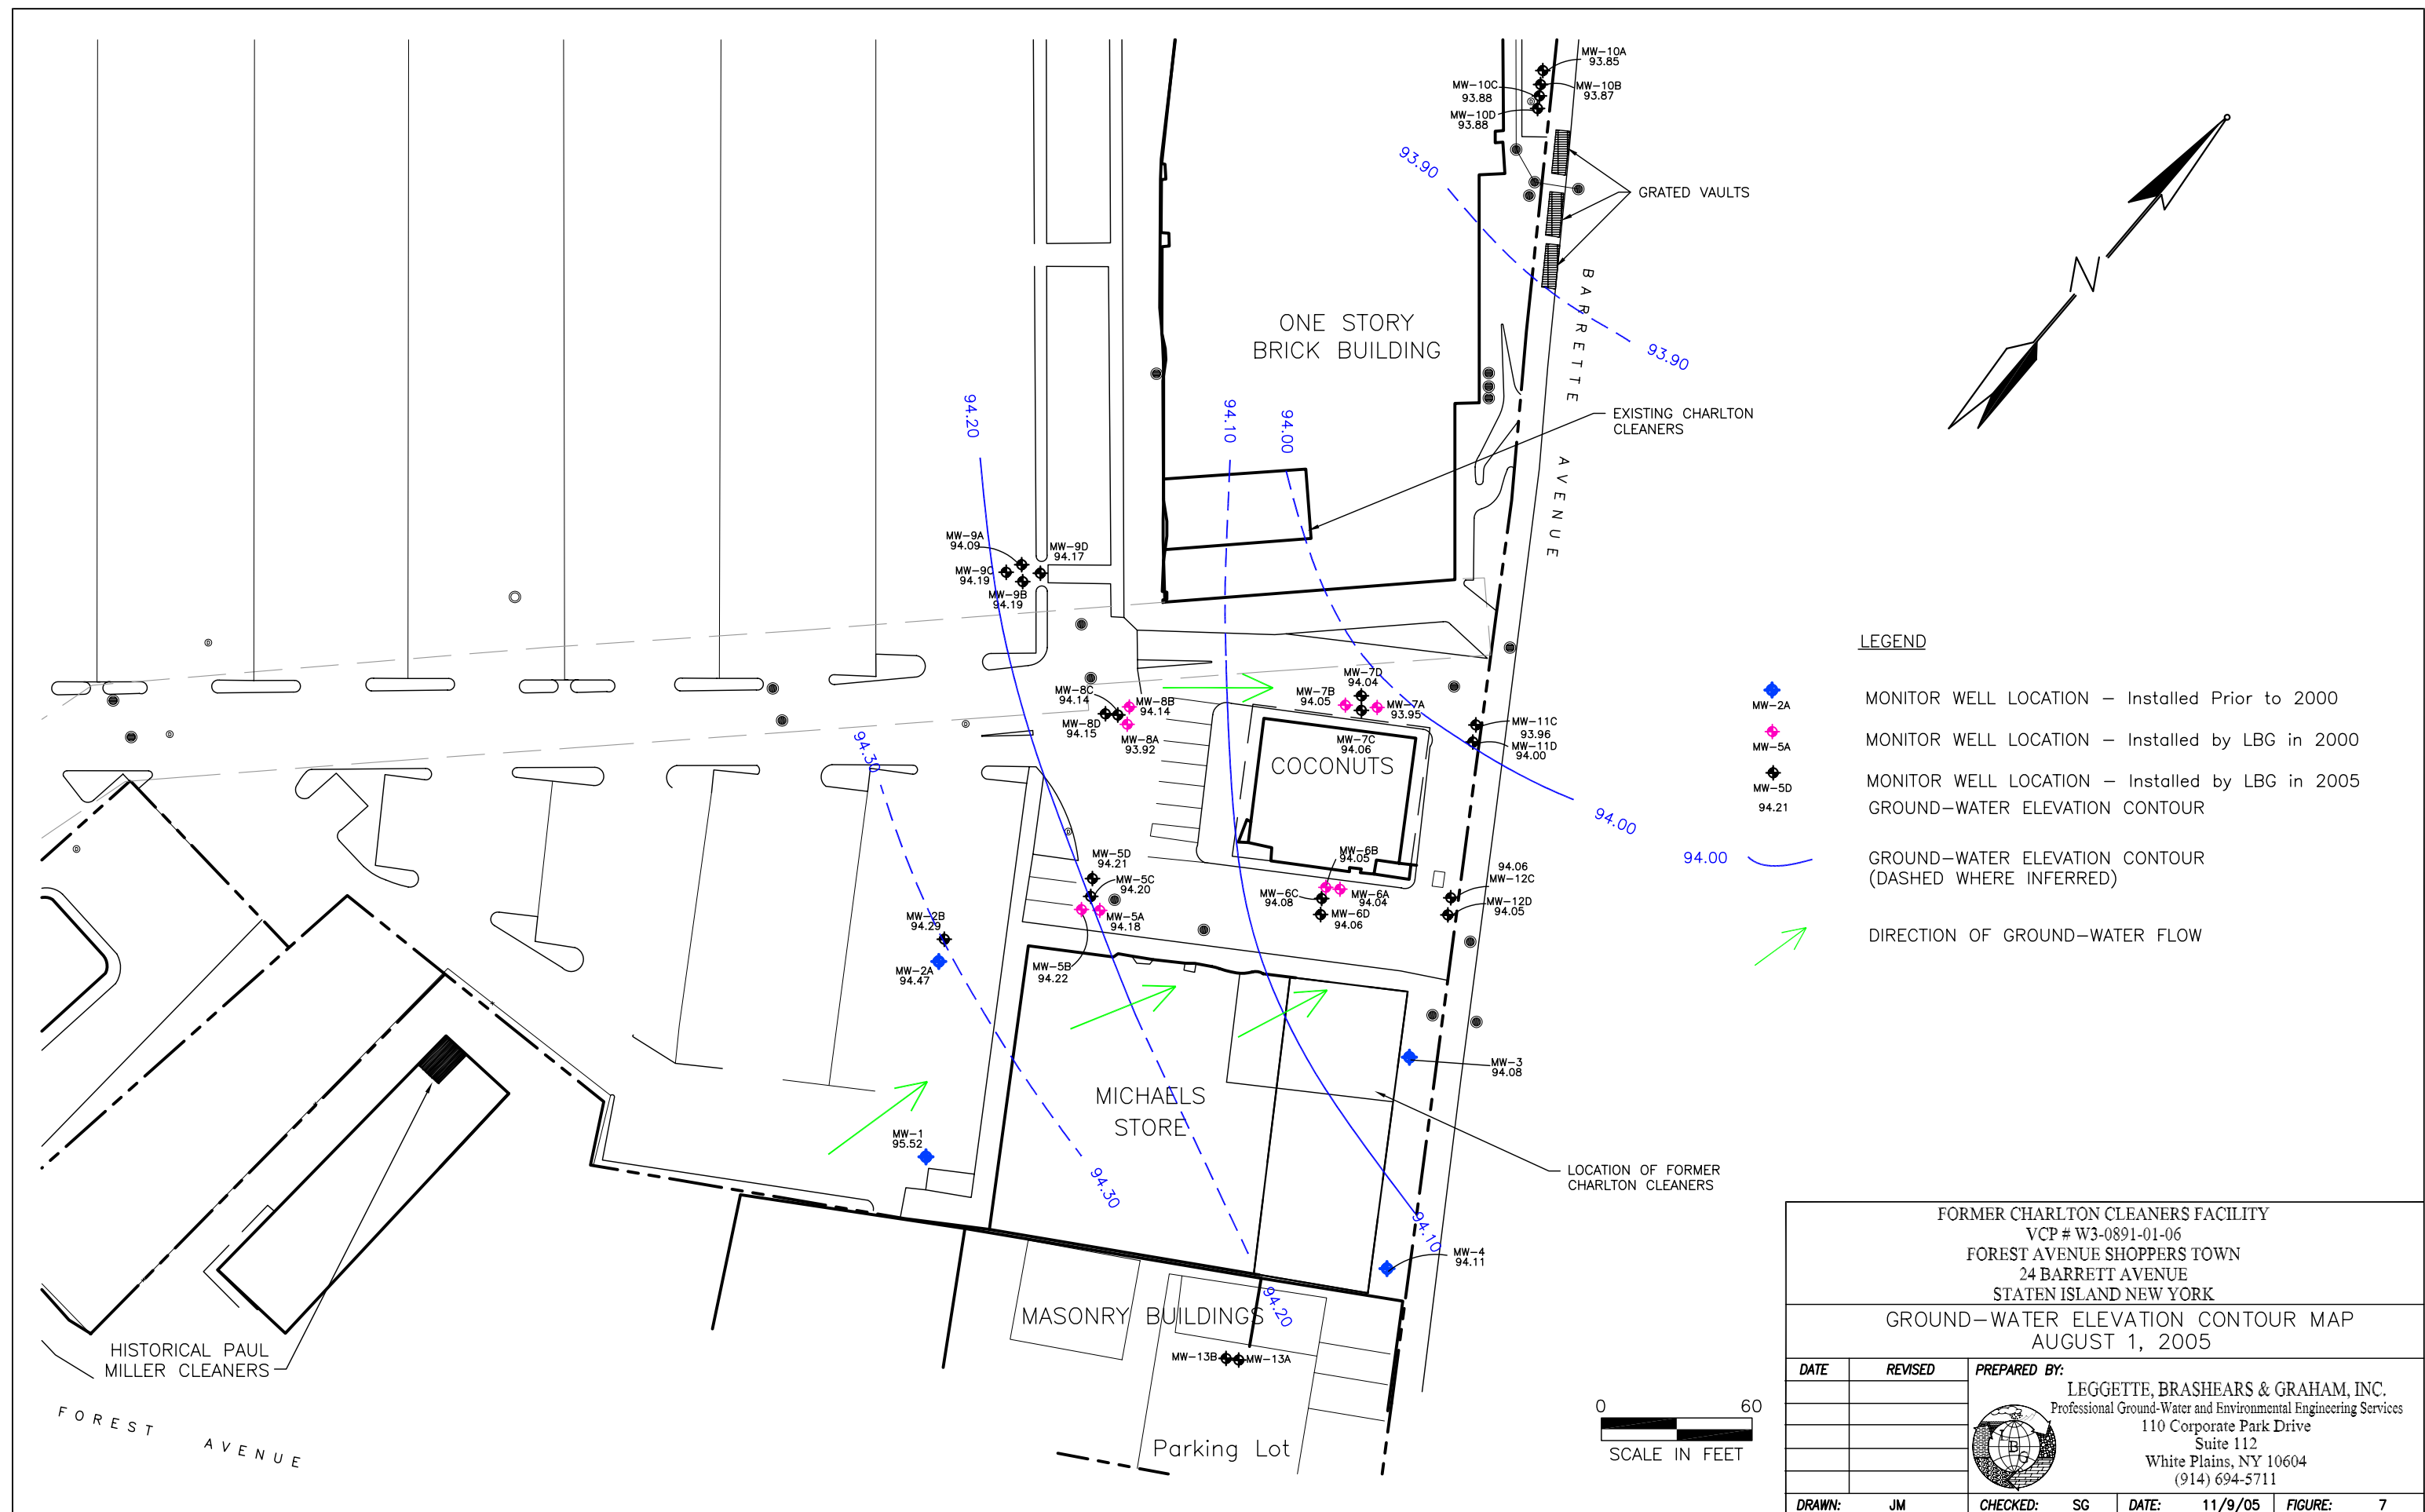 MW-10A
93.85
MW-10C
93.88
MW-10B
93.87
MW-10D
93.88
93.90
GRATED VAULTS
N
BARRETTE AVENUE
ONE STORY
BRICK BUILDING
93.90
94.20
94.10
94.00
EXISTING CHARLTON
CLEANERS
MW-9A
94.09
MW-9D
94.17
MW-9C
94.19
MW-9B
94.19
MW-8C
94.14
MW-8B
94.14
MW-8D
94.15
MW-8A
93.92
MW-7D
94.04
MW-7B
94.05
MW-7A
93.95
MW-7C
94.06
MW-11C
93.96
MW-11D
94.00
COCONUTS
94.30
94.00
MW-5D
94.21
MW-5C
94.20
MW-5A
94.18
MW-5B
94.22
MW-2B
94.29
MW-2A
94.47
MW-6B
94.05
MW-6C
94.08
MW-6A
94.04
MW-6D
94.06
94.06
MW-12C
MW-12D
94.05
MW-3
94.08
MICHAELS
STORE
MW-1
95.52
94.30
LOCATION OF FORMER
CHARLTON CLEANERS
94.10
MW-4
94.11
94.20
MASONRY BUILDINGS
MW-13B
MW-13A
Parking Lot
HISTORICAL PAUL
MILLER CLEANERS
FOREST AVENUE
0 60
SCALE IN FEET
LEGEND
MW-2A
MONITOR WELL LOCATION - Installed Prior to 2000
MW-5A
MONITOR WELL LOCATION - Installed by LBG in 2000
MW-5D
MONITOR WELL LOCATION - Installed by LBG in 2005
94.21
GROUND-WATER ELEVATION CONTOUR
94.00
GROUND-WATER ELEVATION CONTOUR
(DASHED WHERE INFERRED)
DIRECTION OF GROUND-WATER FLOW
FORMER CHARLTON CLEANERS FACILITY
VCP # W3-0891-01-06
FOREST AVENUE SHOPPERS TOWN
24 BARRETT AVENUE
STATEN ISLAND NEW YORK
GROUND-WATER ELEVATION CONTOUR MAP
AUGUST 1, 2005
DATE REVISED PREPARED BY:
LEGGETTE, BRASHEARS & GRAHAM, INC.
Professional Ground-Water and Environmental Engineering Services
110 Corporate Park Drive
Suite 112
White Plains, NY 10604
(914) 694-5711
L B G
DRAWN: JM CHECKED: SG DATE: 11/9/05 FIGURE: 7